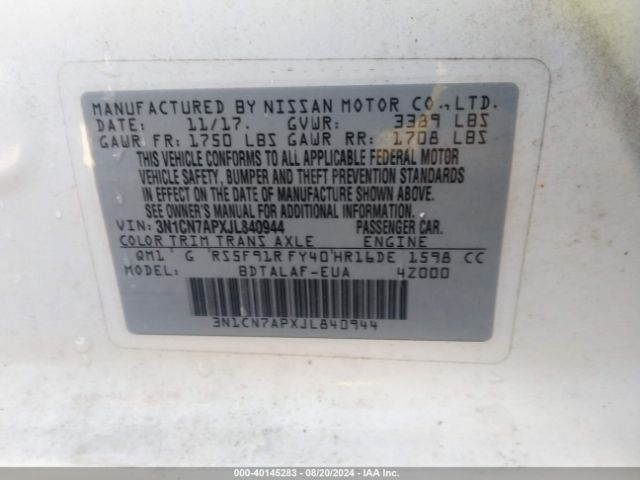 MANUFACTURED BY NISSAN MOTOR CO.,LTD.
DATE: 11/17. GVWR: 3389 LBS
GAWR FR: 1750 LBS GAWR RR: 1708 LBS
THIS VEHICLE CONFORMS TO ALL APPLICABLE FEDERAL MOTOR
VEHICLE SAFETY, BUMPER AND THEFT PREVENTION STANDARDS
IN EFFECT ON THE DATE OF MANUFACTURE SHOWN ABOVE.
SEE OWNER'S MANUAL FOR ADDITIONAL INFORMATION.
VIN: 3N1CN7APXJL840944 PASSENGER CAR.
COLOR TRIM TRANS AXLE ENGINE
QM1 G RS5F91R FY40 HR16DE 1598 CC
MODEL: BDTALAF-EUA 4Z000
3N1CN7APXJL840944
000-40145283 - 08/20/2024 - IAA Inc.